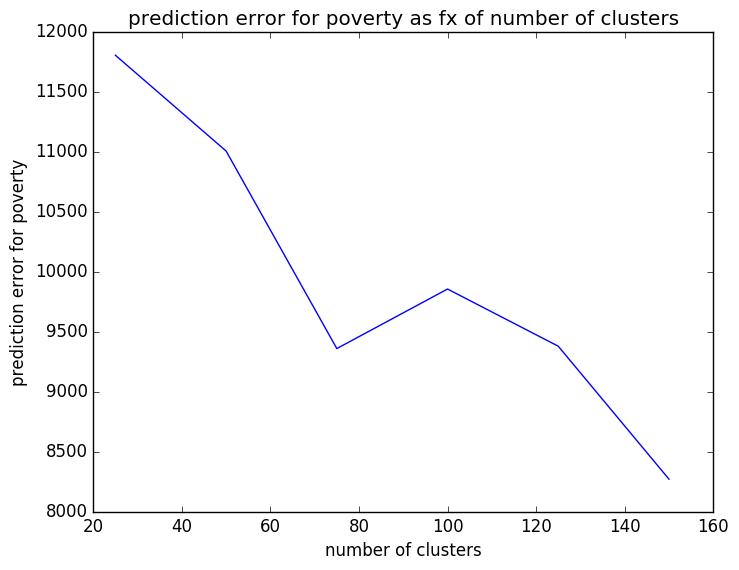 prediction error for poverty as fx of number of clusters
12000
11500
11000
10500
10000
9500
9000
8500
8000
prediction error for poverty
20 40 60 80 100 120 140 160
number of clusters